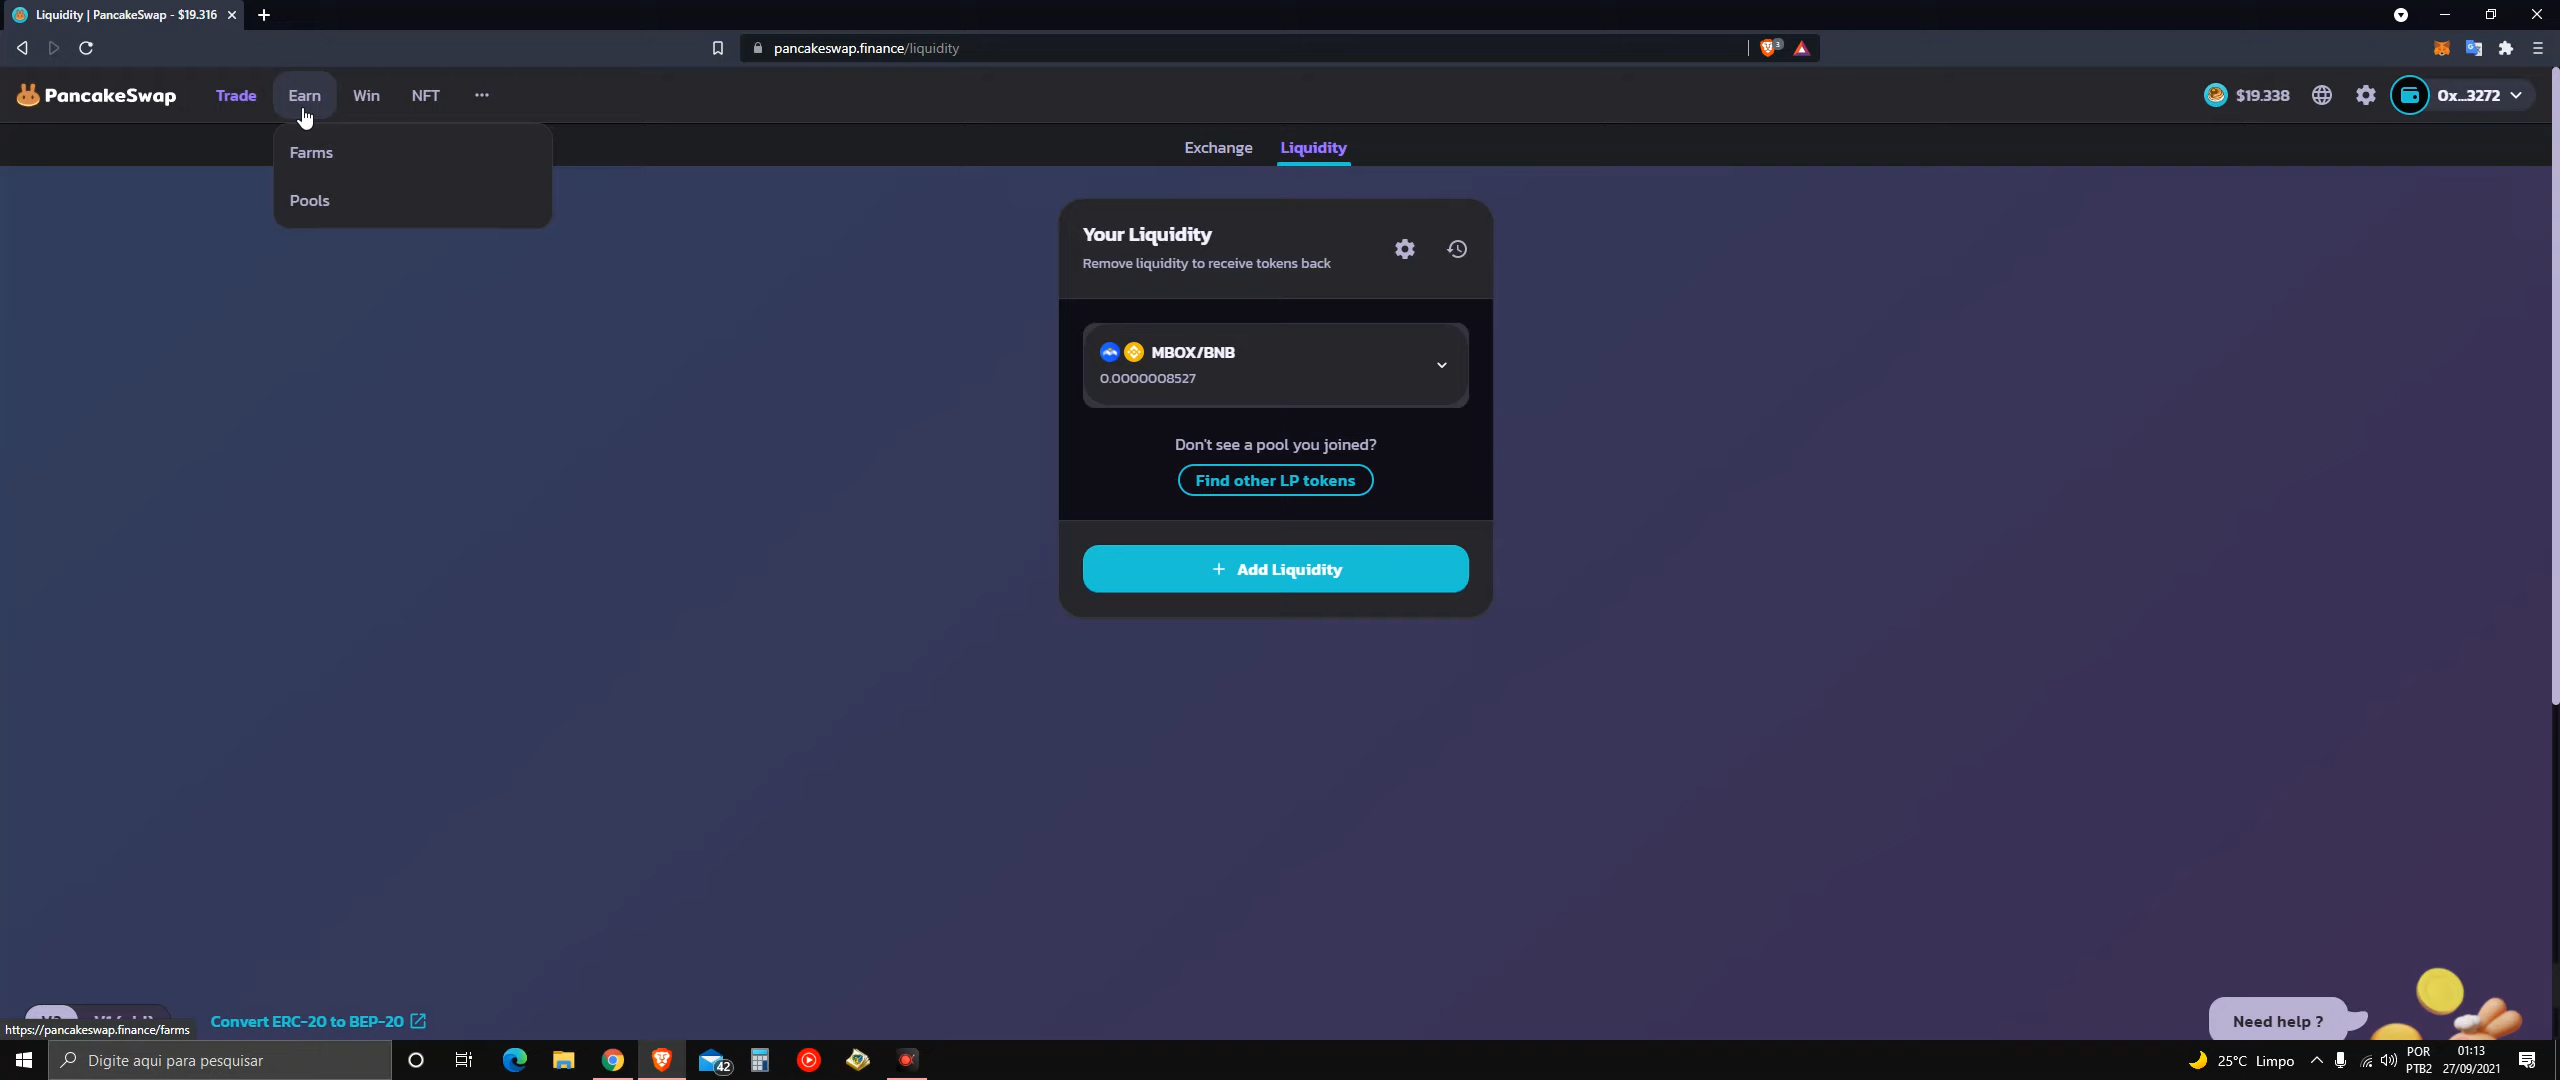 Liquidity | PancakeSwap - $19.316
pancakeswap.finance/liquidity
3
PancakeSwap
Trade
Earn
Win
NFT
$19.338
0x...3272
Farms
Pools
Exchange
Liquidity
Your Liquidity
Remove liquidity to receive tokens back
MBOX/BNB
0.0000008527
Don't see a pool you joined?
Find other LP tokens
+ Add Liquidity
Convert ERC-20 to BEP-20
https://pancakeswap.finance/farms
Need help ?
Digite aqui para pesquisar
42
25°C Limpo
POR
PTB2
01:13
27/09/2021